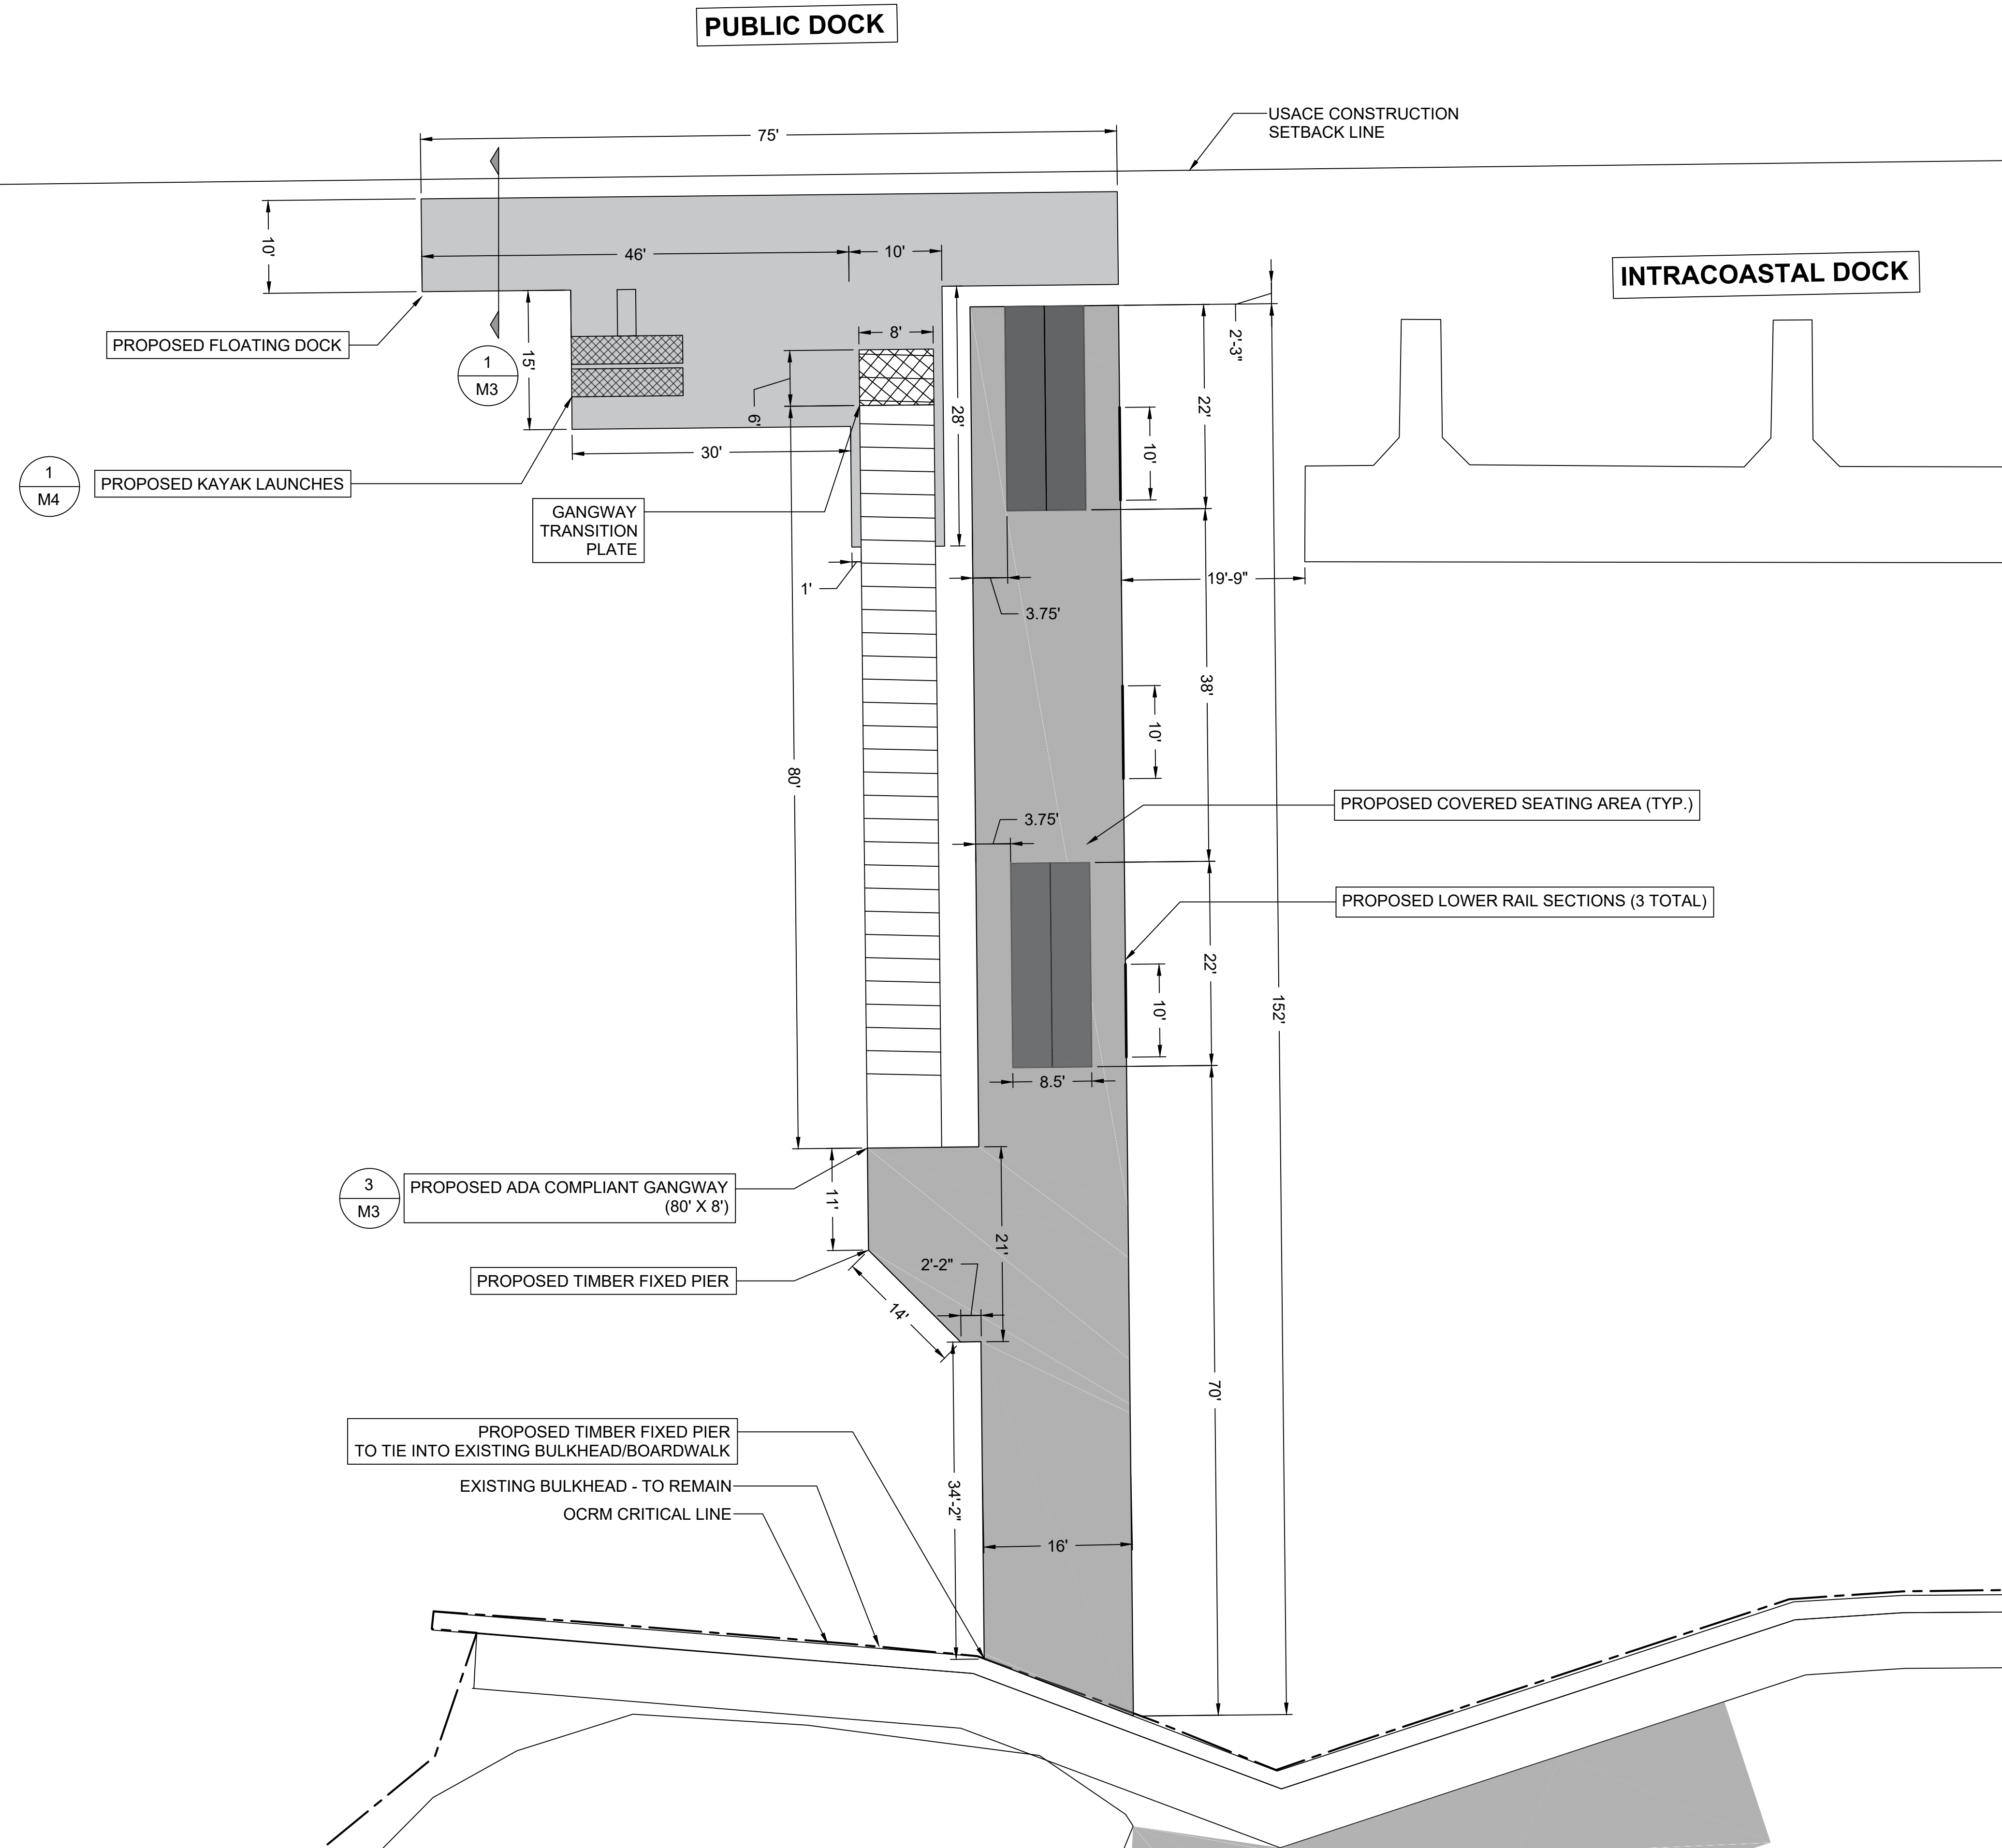 PUBLIC DOCK
USACE CONSTRUCTION
SETBACK LINE
75'
10'
46'
10'
INTRACOASTAL DOCK
2'-3"
PROPOSED FLOATING DOCK
1
M3
15'
8'
6'
28'
22'
10'
30'
1
M4
PROPOSED KAYAK LAUNCHES
GANGWAY
TRANSITION
PLATE
1'
19'-9"
3.75'
38'
10'
80'
3.75'
PROPOSED COVERED SEATING AREA (TYP.)
PROPOSED LOWER RAIL SECTIONS (3 TOTAL)
22'
10'
152'
8.5'
3
M3
PROPOSED ADA COMPLIANT GANGWAY
(80' X 8')
11'
21'
2'-2"
PROPOSED TIMBER FIXED PIER
14'
70'
PROPOSED TIMBER FIXED PIER
TO TIE INTO EXISTING BULKHEAD/BOARDWALK
EXISTING BULKHEAD - TO REMAIN
OCRM CRITICAL LINE
34'-2"
16'